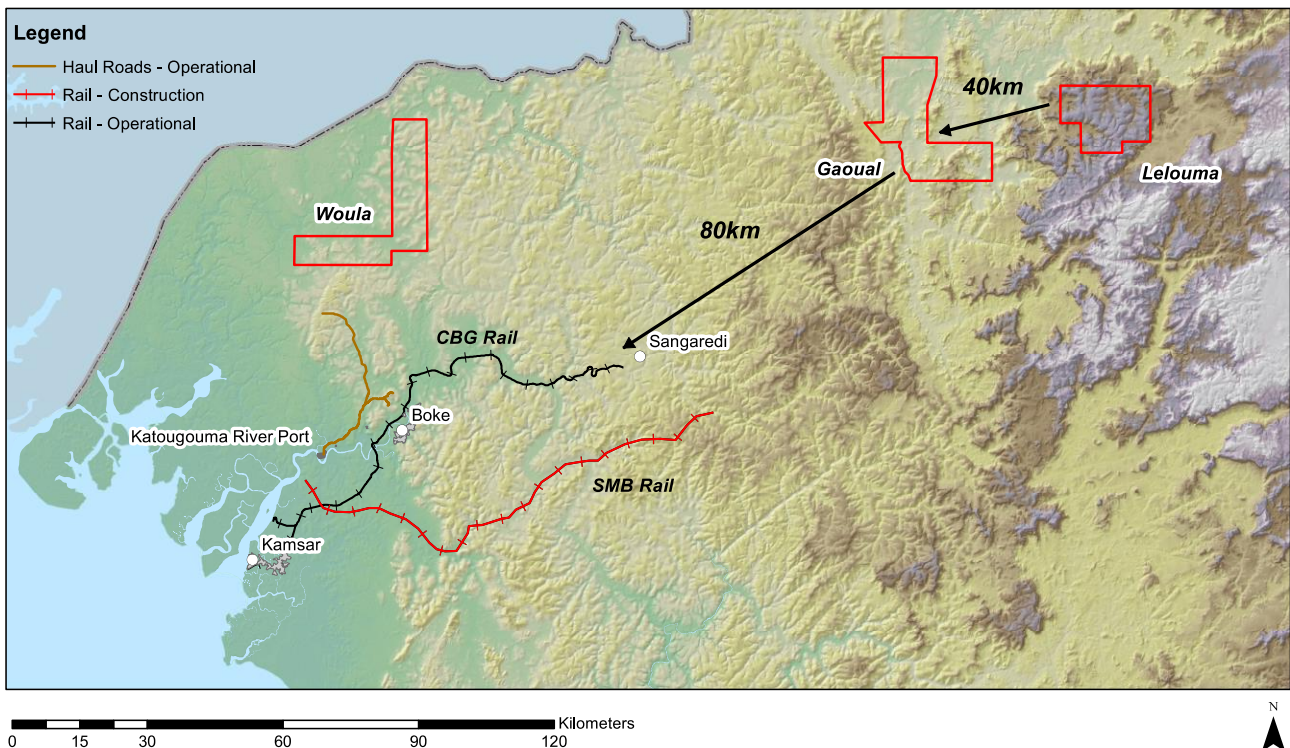 Legend
Haul Roads - Operational
Rail - Construction
Rail - Operational
40km
Gaoual
Lelouma
Woula
80km
CBG Rail
Sangaredi
Boke
Katougouma River Port
SMB Rail
Kamsar
Kilometers
0 15 30 60 90 120
N